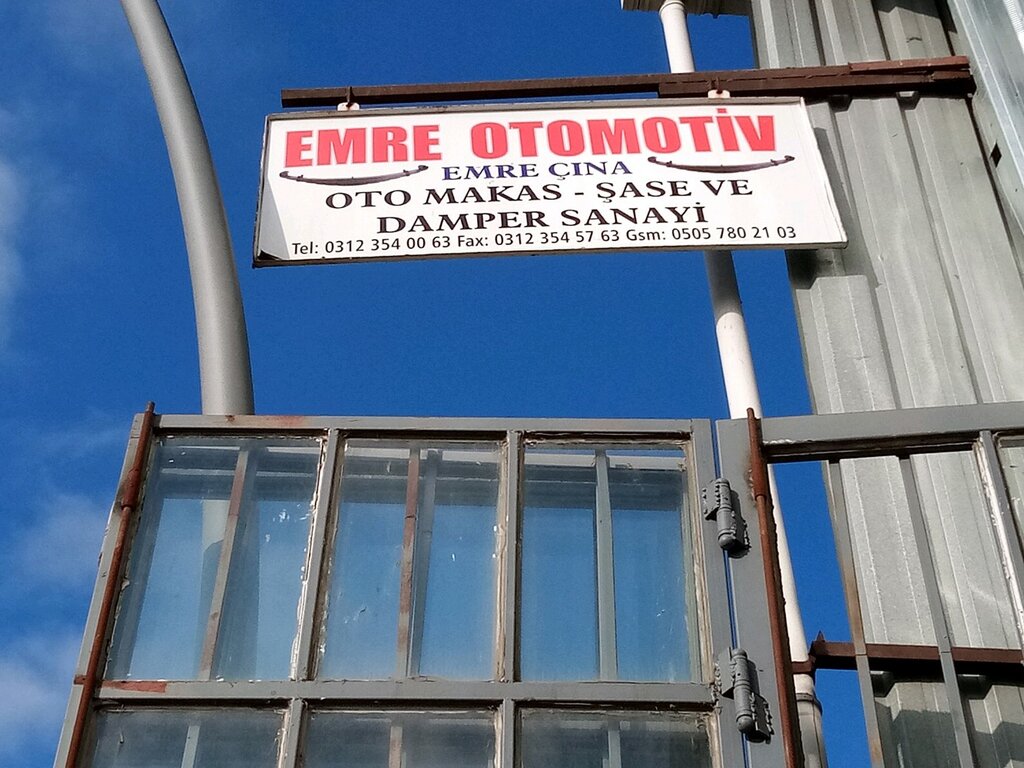 EMRE OTOMOTİV
EMRE ÇINA
OTO MAKAS - ŞASE VE
DAMPER SANAYİ
Tel: 0312 354 00 63 Fax: 0312 354 57 63 Gsm: 0505 780 21 03